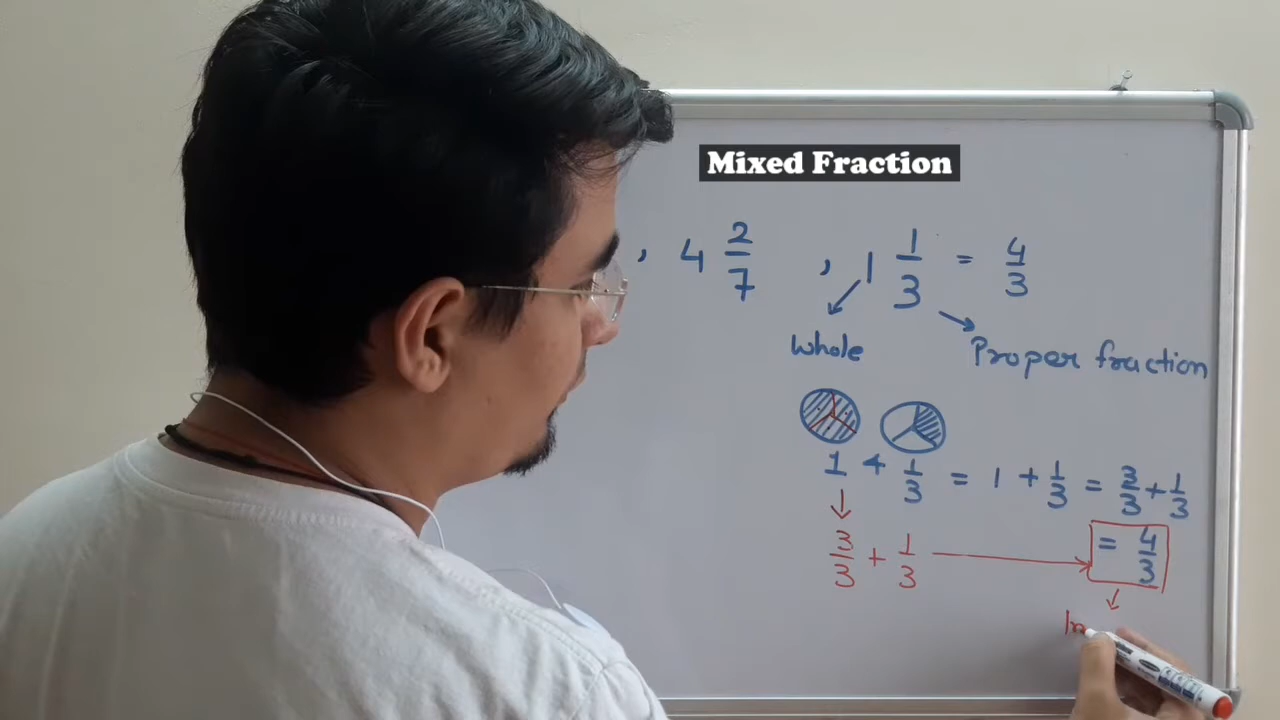 Mixed Fraction
, 4 2/7 , 1 1/3 = 4/3
Whole Proper fraction
1 + 1/3 = 1 + 1/3 = 3/3 + 1/3
3/3 + 1/3 = 4/3